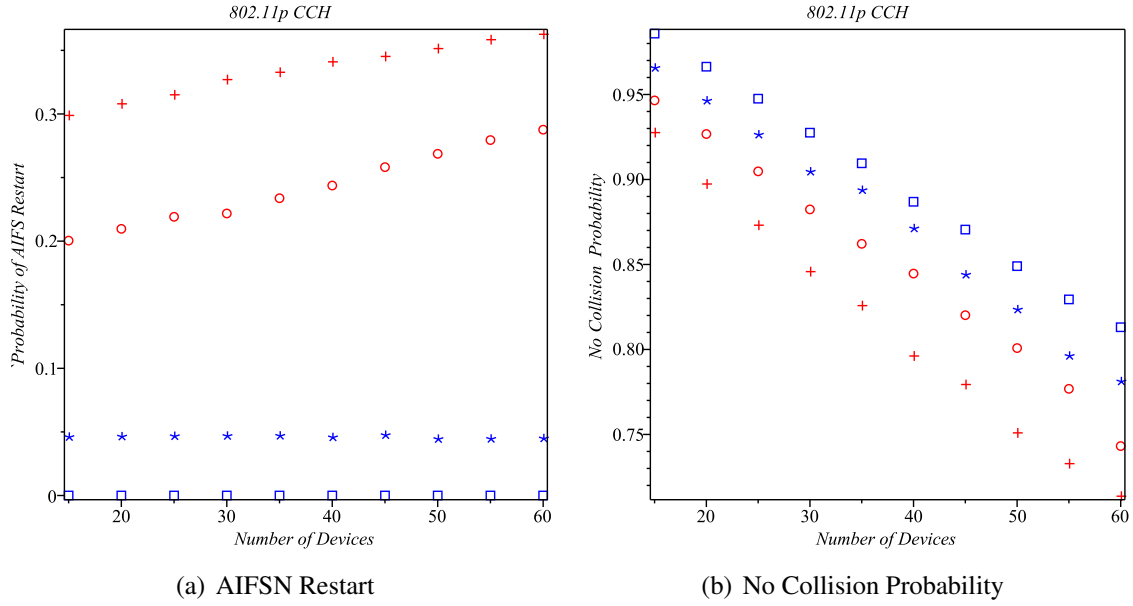 802.11p CCH
0.3
0.2
0.1
0
`Probability of AIFS Restart
20
30
40
50
60
Number of Devices
(a) AIFSN Restart
802.11p CCH
0.95
0.90
0.85
0.80
0.75
No Collision Probability
20
30
40
50
60
Number of Devices
(b) No Collision Probability